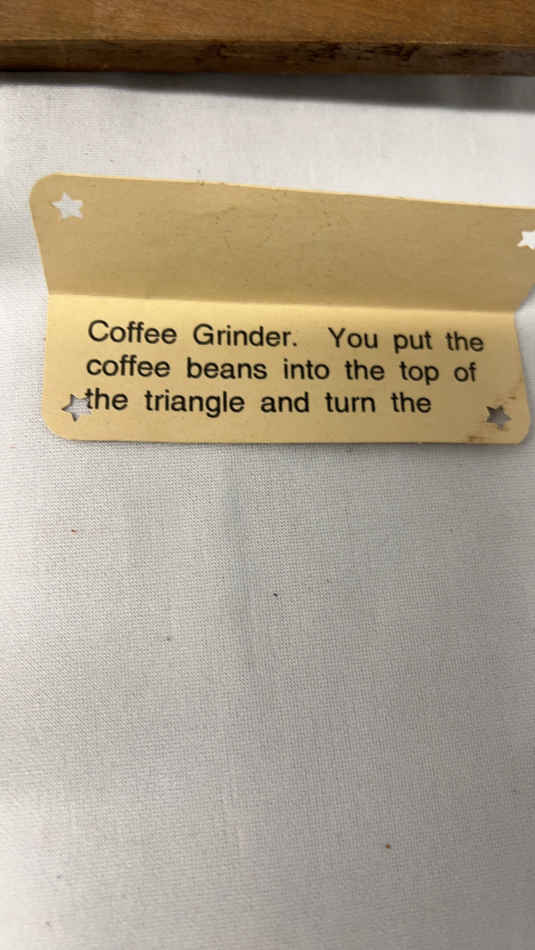 Coffee Grinder. You put the
coffee beans into the top of
the triangle and turn the